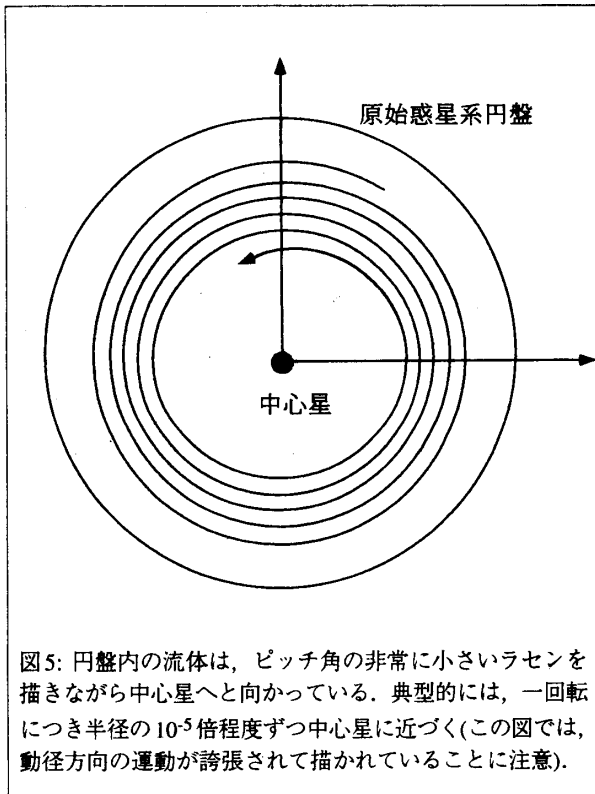 原始惑星系円盤
中心星
図5: 円盤内の流体は，ピッチ角の非常に小さいラセンを
描きながら中心星へと向かっている．典型的には，一回転
につき半径の10-5倍程度ずつ中心星に近づく(この図では，
動径方向の運動が誇張されて描かれていることに注意)．